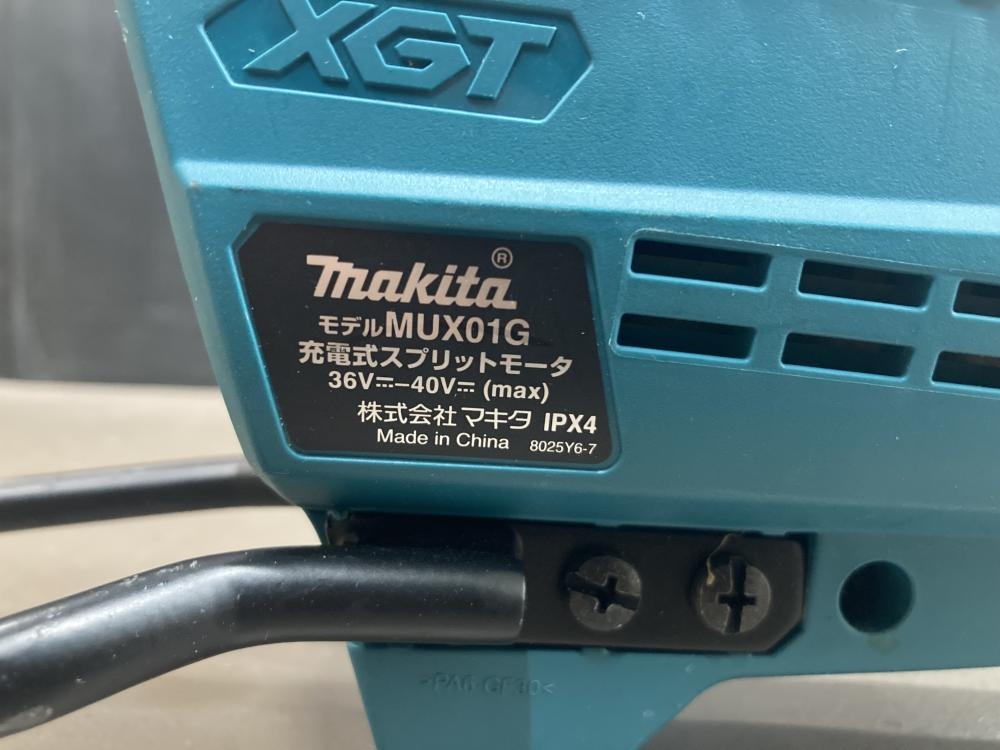 XGT
makita®
モデルMUX01G
充電式スプリットモータ
36V⎓–40V⎓ (max)
株式会社 マキタ IPX4
Made in China 8025Y6-7
>PA6-GF30<